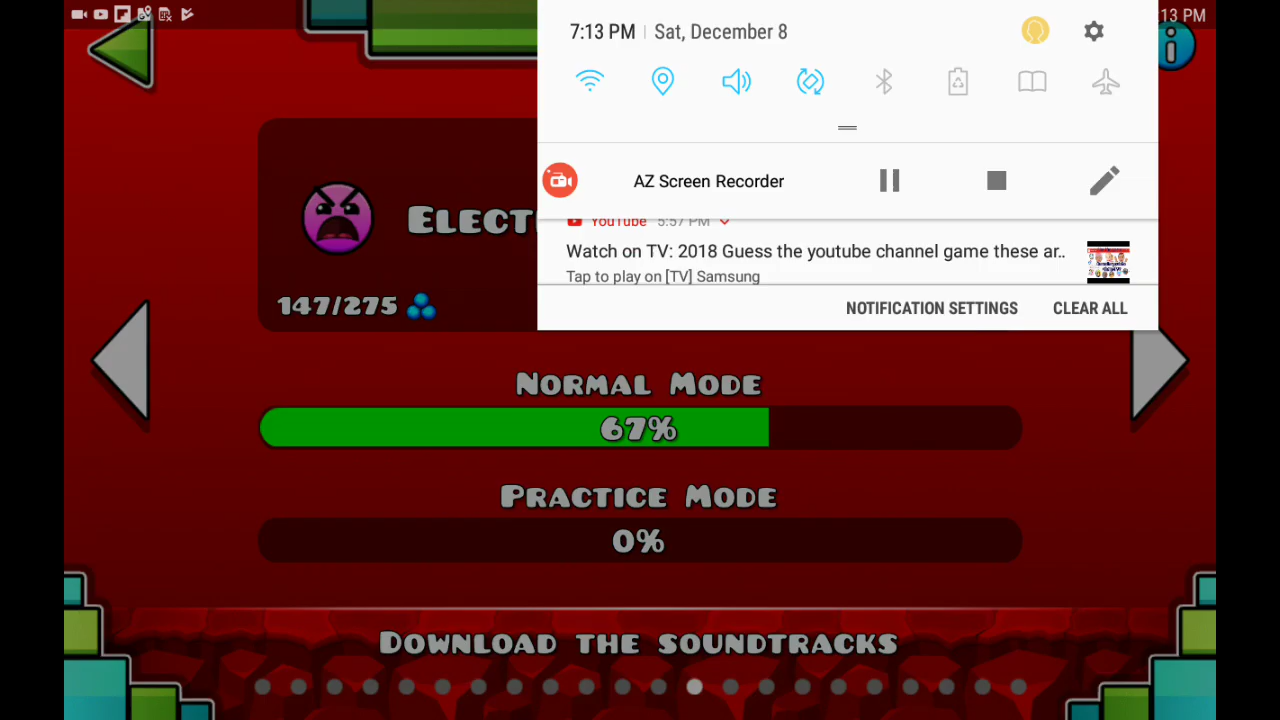 13 PM
7:13 PM | Sat, December 8
AZ Screen Recorder
YouTube 5:57 PM
Watch on TV: 2018 Guess the youtube channel game these ar..
Tap to play on [TV] Samsung
NOTIFICATION SETTINGS CLEAR ALL
ELECT
147/275
NORMAL MODE
67%
PRACTICE MODE
0%
DOWNLOAD THE SOUNDTRACKS